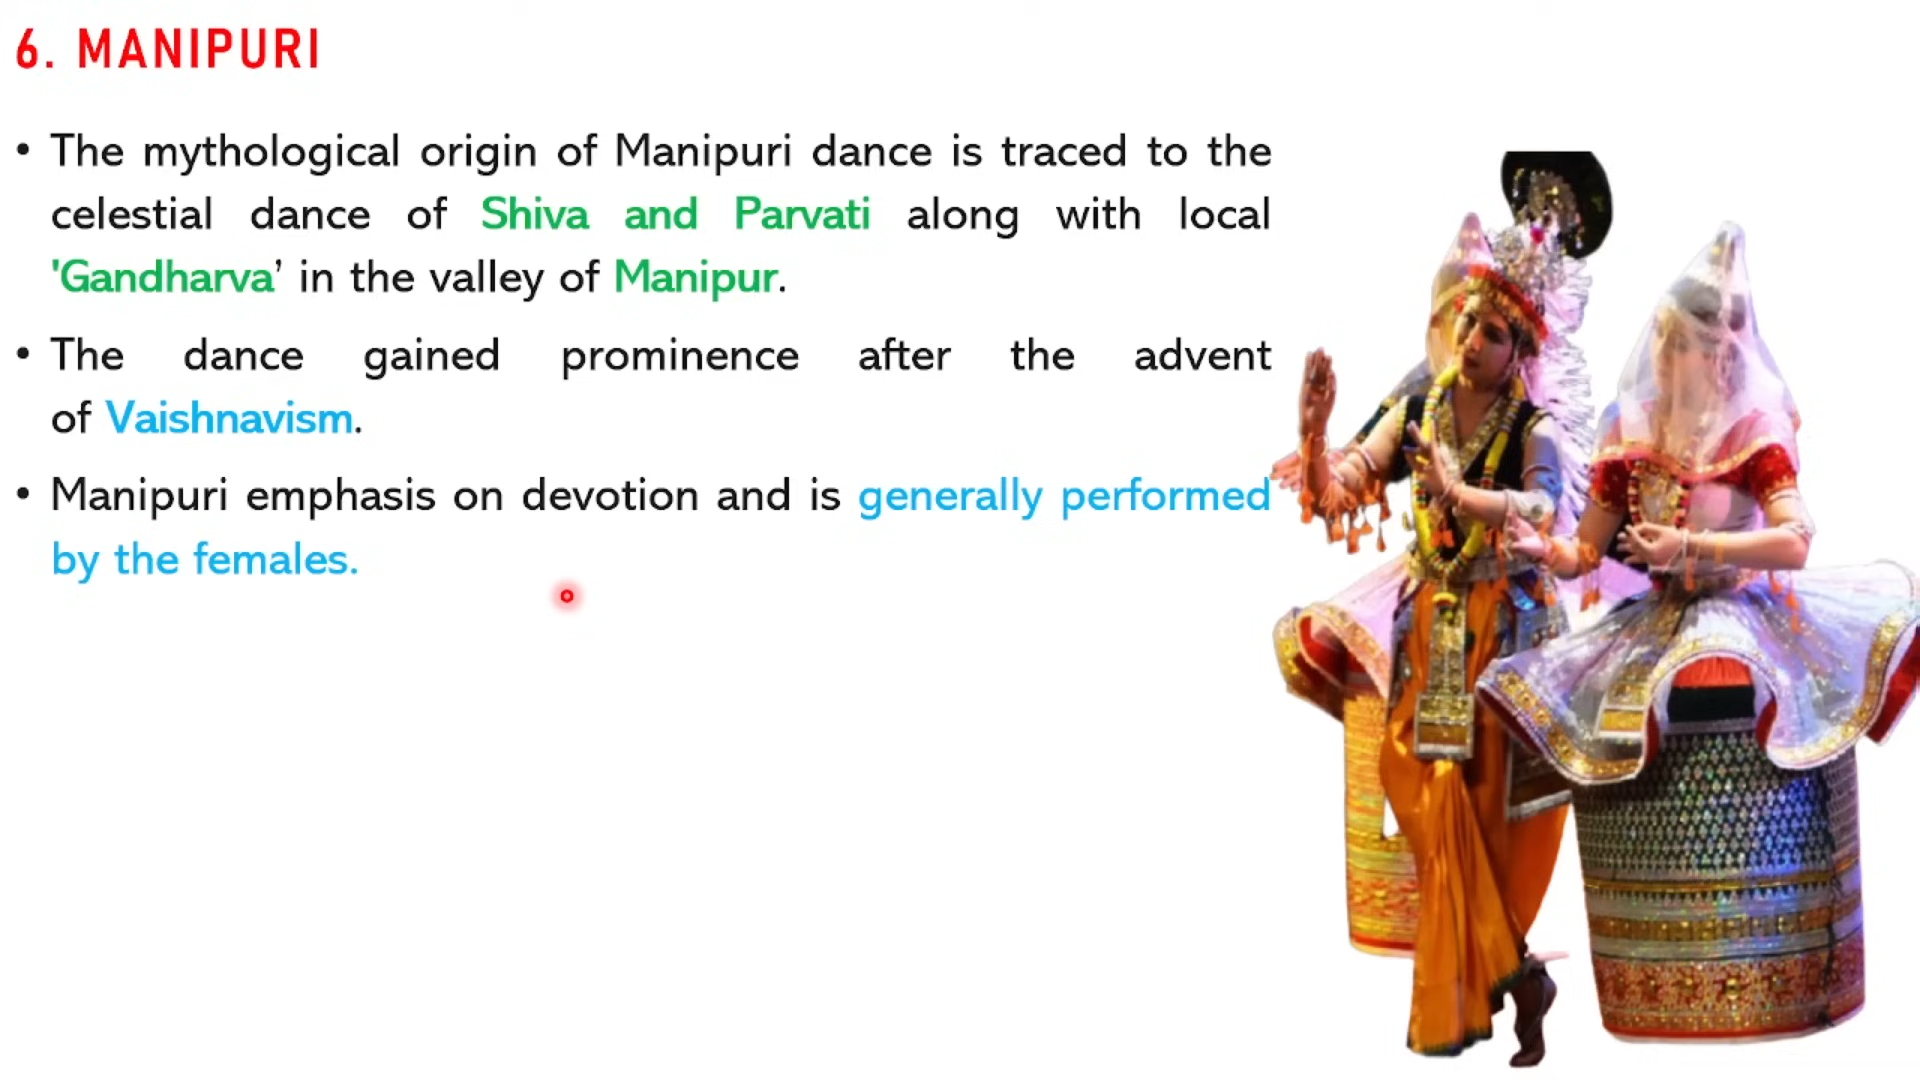 6. MANIPURI
• The mythological origin of Manipuri dance is traced to the
celestial dance of Shiva and Parvati along with local
'Gandharva’ in the valley of Manipur.
• The dance gained prominence after the advent
of Vaishnavism.
• Manipuri emphasis on devotion and is generally performed
by the females.